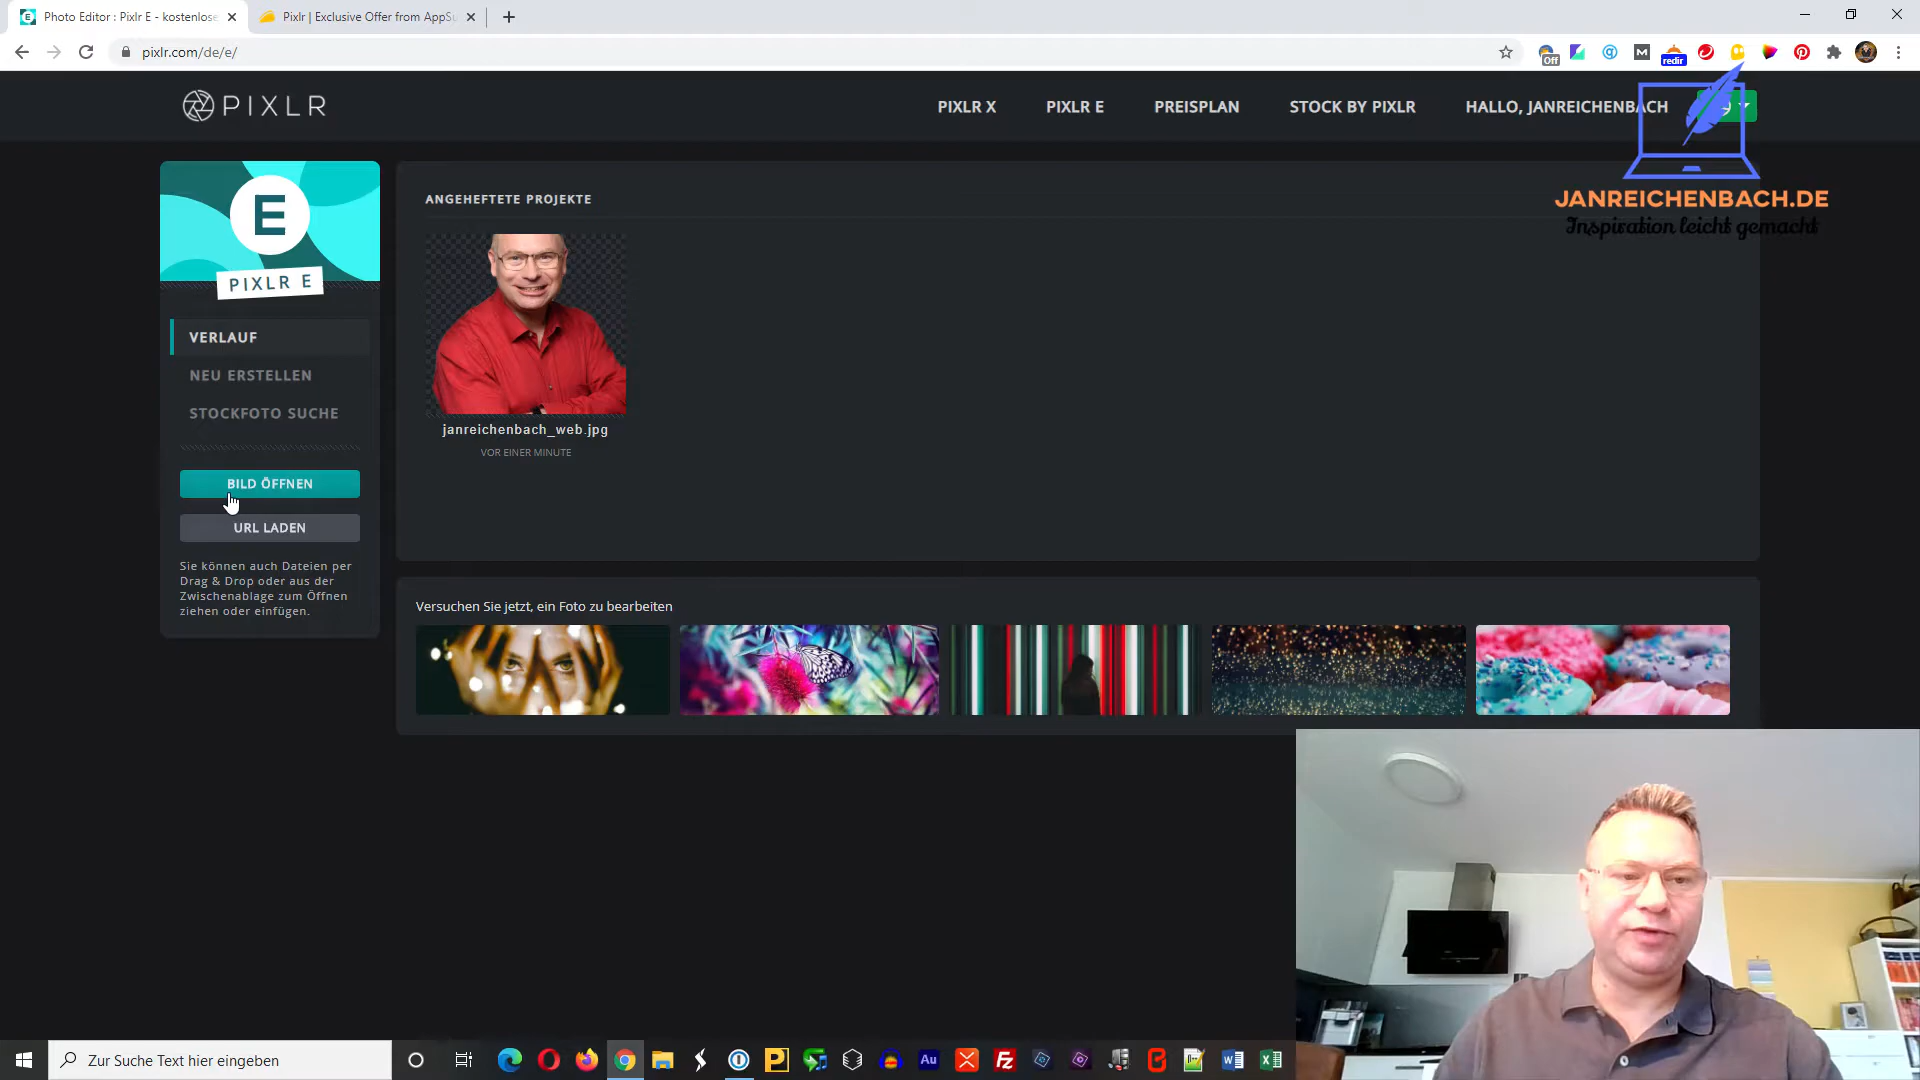 Photo Editor : Pixlr E - kostenlose
Pixlr | Exclusive Offer from AppSu
pixlr.com/de/e/
Off
redir
PIXLR
PIXLR X
PIXLR E
PREISPLAN
STOCK BY PIXLR
HALLO, JANREICHENBACH
JANREICHENBACH.DE
Inspiration leicht gemacht
E
PIXLR E
VERLAUF
NEU ERSTELLEN
STOCKFOTO SUCHE
BILD ÖFFNEN
URL LADEN
Sie können auch Dateien per
Drag & Drop oder aus der
Zwischenablage zum Öffnen
ziehen oder einfügen.
ANGEHEFTETE PROJEKTE
janreichenbach_web.jpg
VOR EINER MINUTE
Versuchen Sie jetzt, ein Foto zu bearbeiten
Zur Suche Text hier eingeben
Au